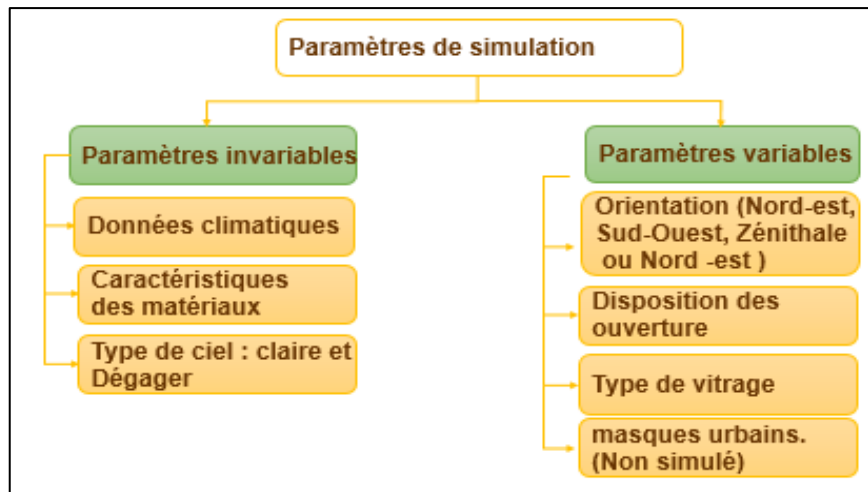 Paramètres de simulation
Paramètres invariables
Données climatiques
Caractéristiques
des matériaux
Type de ciel : claire et
Dégager
Paramètres variables
Orientation (Nord-est,
Sud-Ouest, Zénithale
ou Nord -est )
Disposition des
ouverture
Type de vitrage
masques urbains.
(Non simulé)